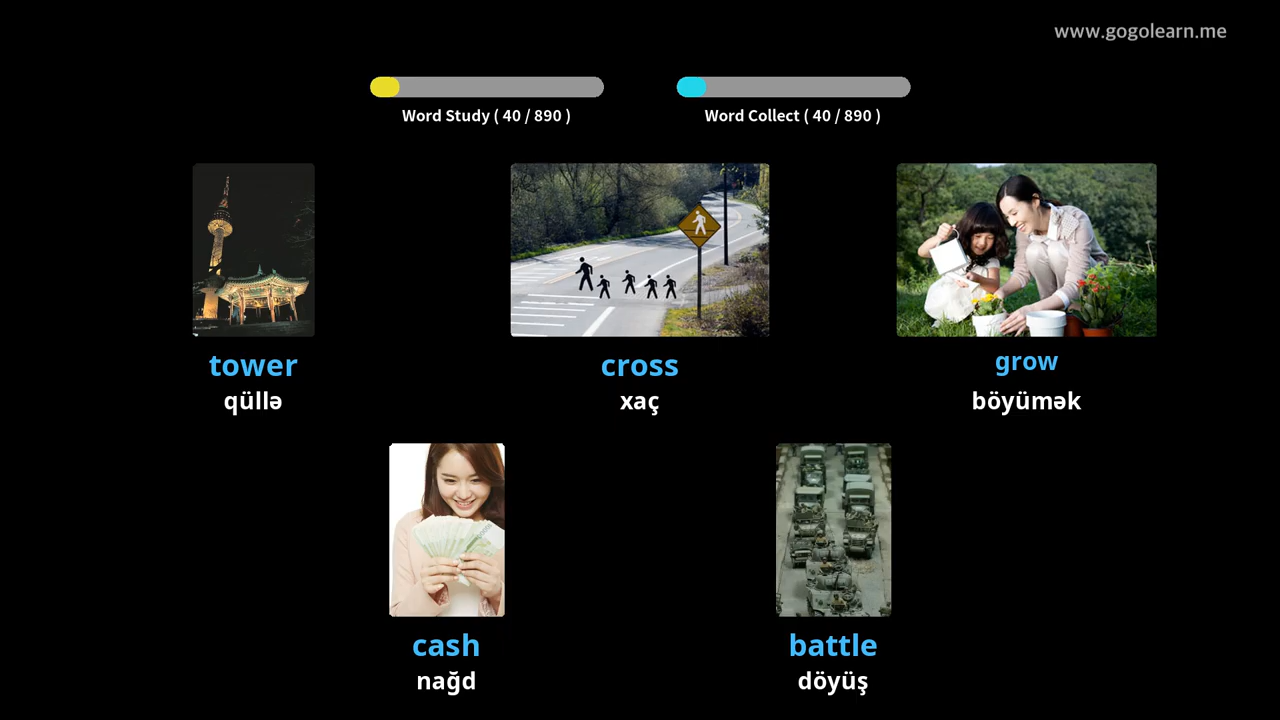 www.gogolearn.me
Word Study ( 40 / 890 )
Word Collect ( 40 / 890 )
tower
qüllə
cross
xaç
grow
böyümək
cash
nağd
battle
döyüş